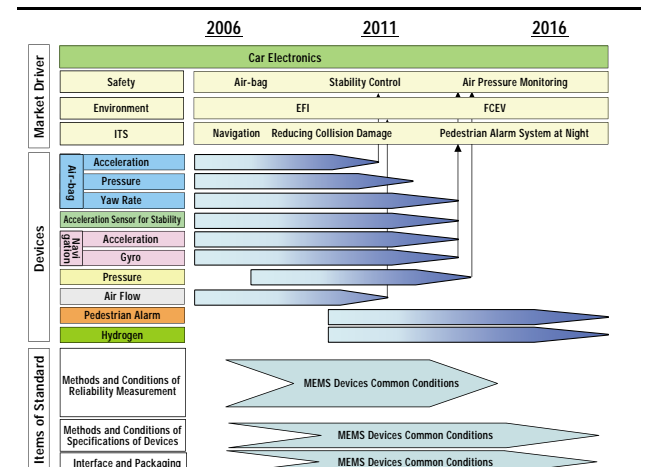 2006 2011 2016
Market Driver
Car Electronics
Safety Air-bag Stability Control Air Pressure Monitoring
Environment EFI FCEV
ITS Navigation Reducing Collision Damage Pedestrian Alarm System at Night
Devices
Air-bag
Acceleration
Pressure
Yaw Rate
Acceleration Sensor for Stability
Navi
gation
Acceleration
Gyro
Pressure
Air Flow
Pedestrian Alarm
Hydrogen
Items of Standard
Methods and Conditions of
Reliability Measurement
MEMS Devices Common Conditions
Methods and Conditions of
Specifications of Devices
MEMS Devices Common Conditions
Interface and Packaging
MEMS Devices Common Conditions